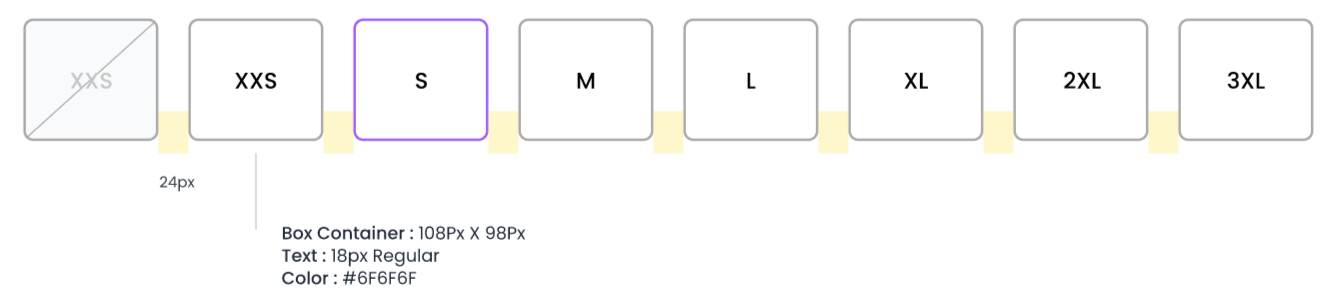 XXS XXS S M L XL 2XL 3XL
24px
Box Container : 108Px X 98Px
Text : 18px Regular
Color : #6F6F6F